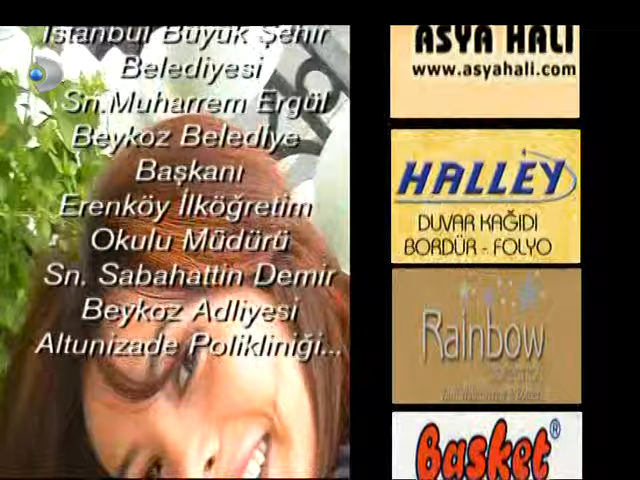 İstanbul Büyük Şehir
Belediyesi
Sn.Muharrem Ergül
Beykoz Belediye
Başkanı
Erenköy İlköğretim
Okulu Müdürü
Sn. Sabahattin Demir
Beykoz Adliyesi
Altunizade Polikliniği...
ASYA HALI
www.asyahali.com
HALLEY
DUVAR KAĞIDI
BORDÜR - FOLYO
Rainbow
Basket®